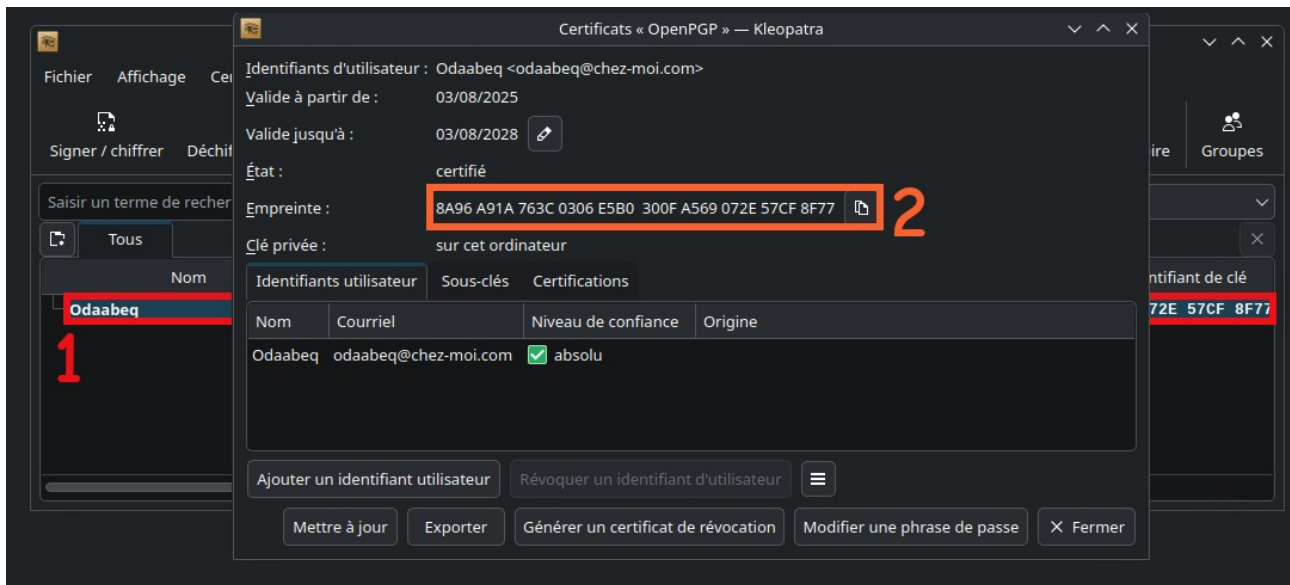 Certificats « OpenPGP » — Kleopatra
Identifiants d'utilisateur : Odaabeq <odaabeq@chez-moi.com>
Fichier Affichage
Valide à partir de : 03/08/2025
Valide jusqu'à : 03/08/2028
Signer / chiffrer Groupes
État : certifié
Saisir un terme de recher
Empreinte : 8A96 A91A 763C 0306 E5B0 300F A569 072E 57CF 8F77 2
Tous
Clé privée : sur cet ordinateur
Nom ntifiant de clé
Identifiants utilisateur Sous-clés Certifications
Odaabeq 72E 57CF 8F77
1
Nom Courriel Niveau de confiance Origine
Odaabeq odaabeq@chez-moi.com absolu
Ajouter un identifiant utilisateur Révoquer un identifiant d'utilisateur
Mettre à jour Exporter Générer un certificat de révocation Modifier une phrase de passe Fermer